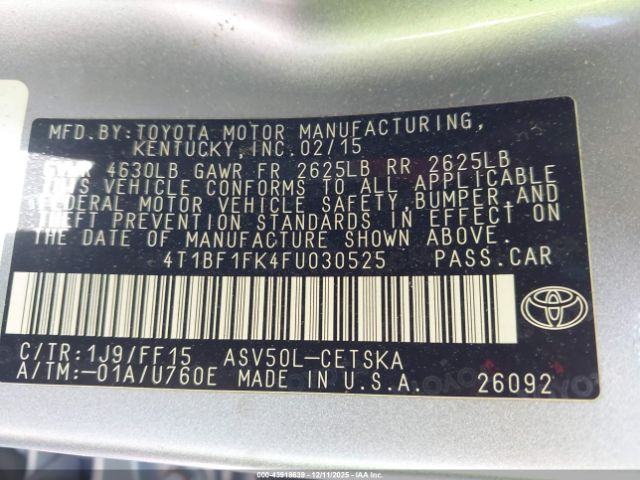 MFD.BY:TOYOTA MOTOR MANUFACTURING,
KENTUCKY,INC.02/15
4630LB GAWR FR 2625LB RR 2625LB
VEHICLE CONFORMS TO ALL APPLICABLE
FEDERAL MOTOR VEHICLE SAFETY,BUMPER,AND
THEFT PREVENTION STANDARDS IN EFFECT ON
THE DATE OF MANUFACTURE SHOWN ABOVE.
4T1BF1FK4FU030525 PASS.CAR
C/TR:1J9/FF15 ASV50L-CETSKA
A/TM:-01A/U760E MADE IN U.S.A. 26092
000-43918639 - 12/11/2025 - IAAI.CA